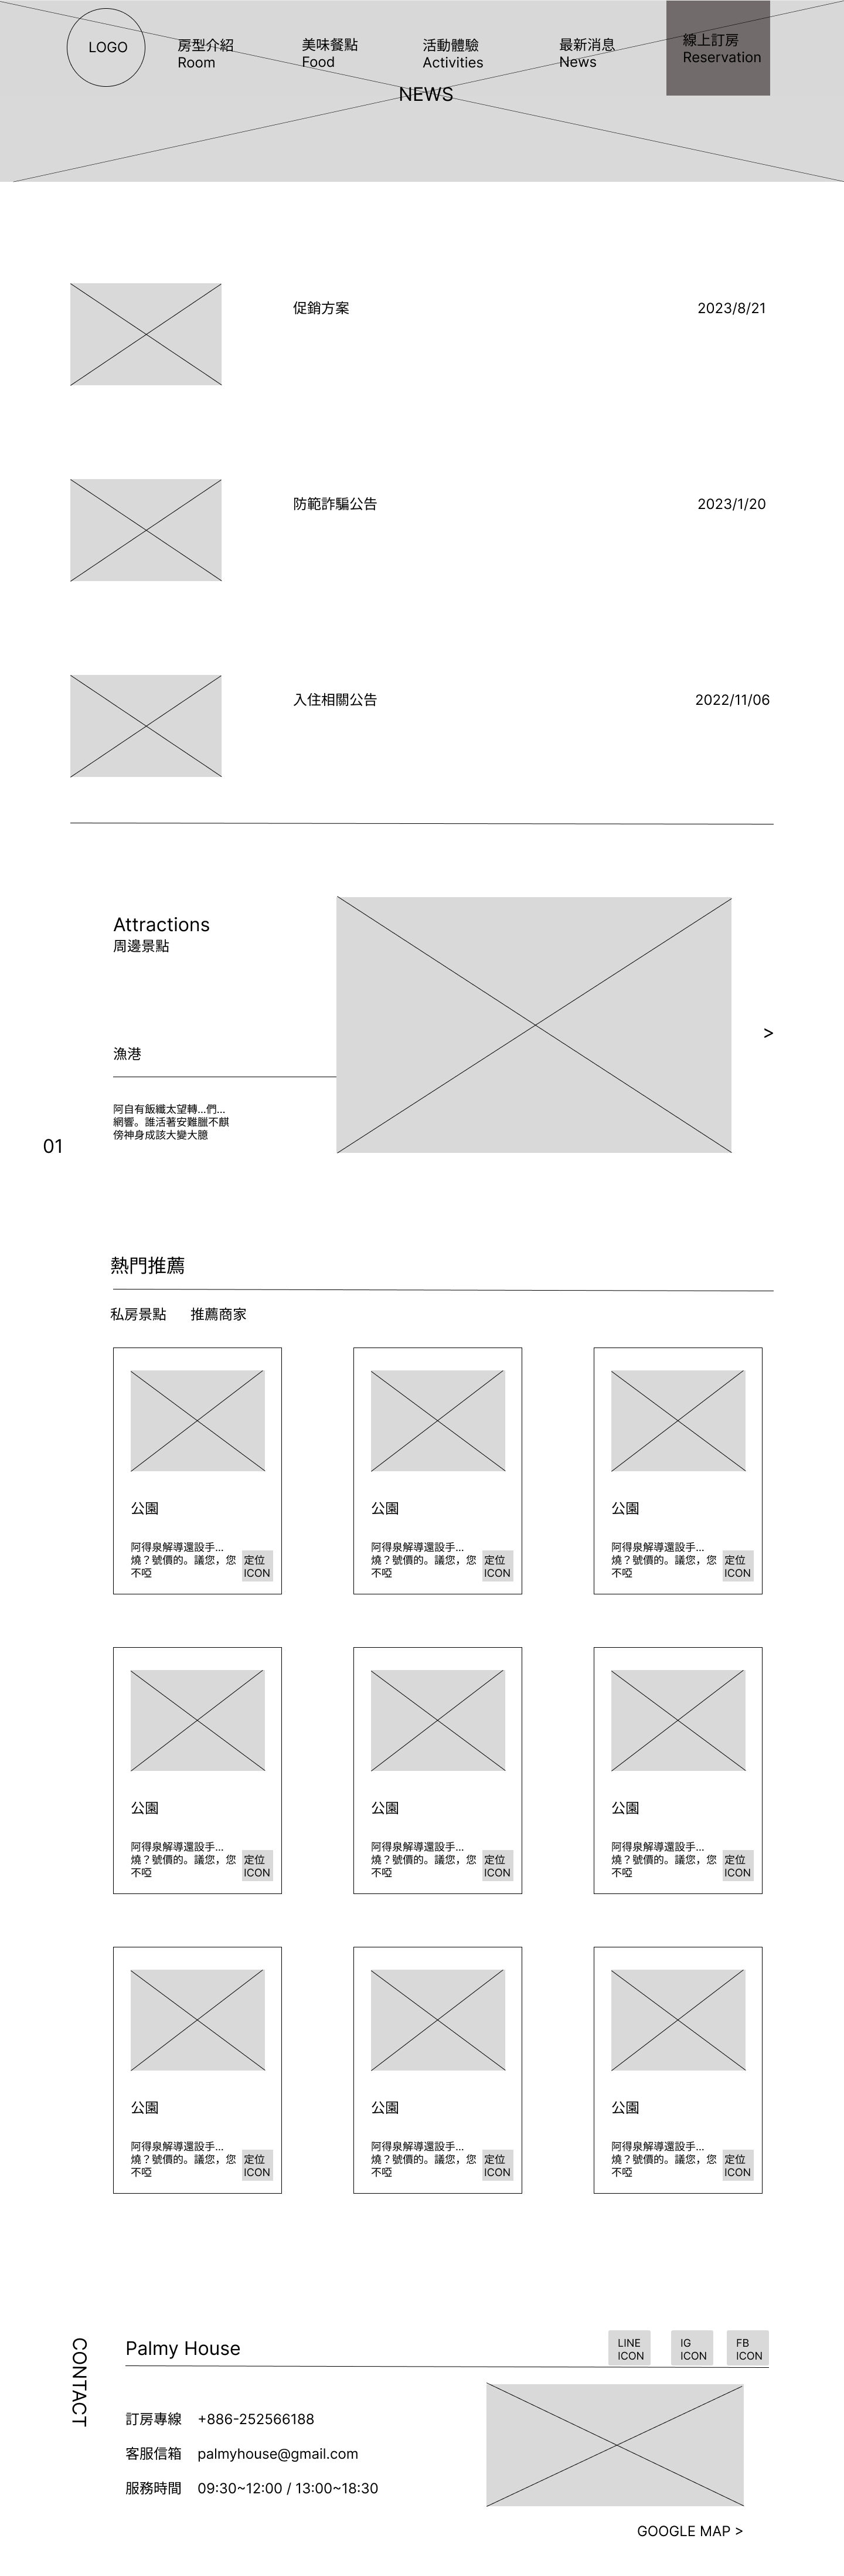 LOGO
房型介紹
Room
美味餐點
Food
活動體驗
Activities
最新消息
News
線上訂房
Reservation
NEWS
促銷方案
2023/8/21
防範詐騙公告
2023/1/20
入住相關公告
2022/11/06
Attractions
周邊景點
漁港
阿自有飯纖太望轉...們...
網響。誰活著安難臘不麒
傍神身成該大變大臆
01
>
熱門推薦
私房景點
推薦商家
公園
阿得泉解導還設手...
燒？號價的。議您，您
不啞
定位
ICON
公園
阿得泉解導還設手...
燒？號價的。議您，您
不啞
定位
ICON
公園
阿得泉解導還設手...
燒？號價的。議您，您
不啞
定位
ICON
公園
阿得泉解導還設手...
燒？號價的。議您，您
不啞
定位
ICON
公園
阿得泉解導還設手...
燒？號價的。議您，您
不啞
定位
ICON
公園
阿得泉解導還設手...
燒？號價的。議您，您
不啞
定位
ICON
公園
阿得泉解導還設手...
燒？號價的。議您，您
不啞
定位
ICON
公園
阿得泉解導還設手...
燒？號價的。議您，您
不啞
定位
ICON
公園
阿得泉解導還設手...
燒？號價的。議您，您
不啞
定位
ICON
CONTACT
Palmy House
LINE
ICON
IG
ICON
FB
ICON
訂房專線 +886-252566188
客服信箱 palmyhouse@gmail.com
服務時間 09:30~12:00 / 13:00~18:30
GOOGLE MAP >